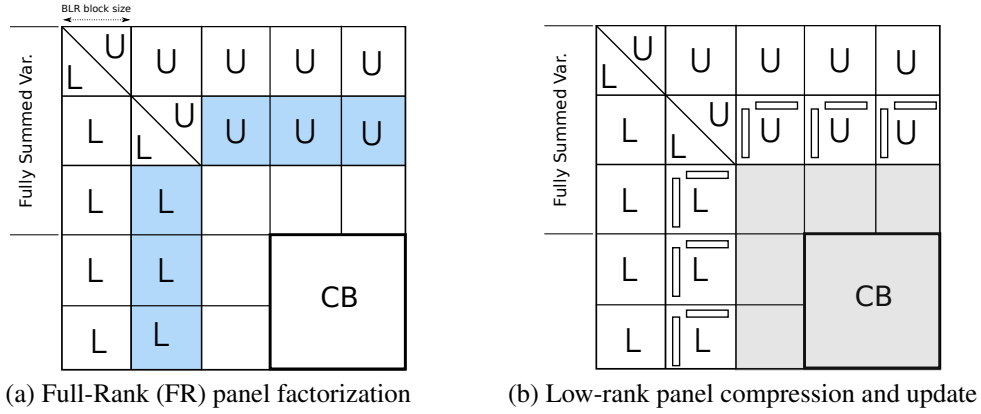 BLR block size
Fully Summed Var.
L U U U U U
L L U U U U
L L
L L CB
L L
(a) Full-Rank (FR) panel factorization
Fully Summed Var.
L U U U U U
L L U U U U
L L
L L CB
L L
(b) Low-rank panel compression and update